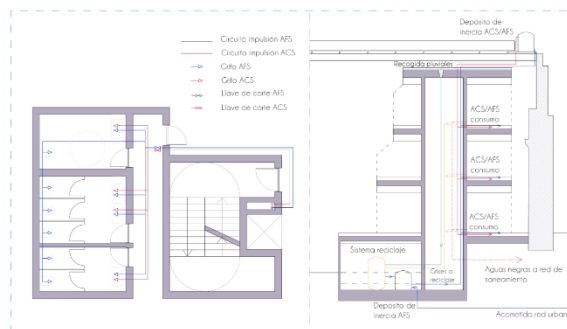 Circuito impulsión AFS
Circuito impulsión ACS
Grifo AFS
Grifo ACS
Llave de corte AFS
Llave de corte ACS
Depósito de
inercia ACS/AFS
Recogida pluviales
ACS/AFS
consumo
ACS/AFS
consumo
ACS/AFS
consumo
Sistema reciclaje
Grises a
reciclaje
Aguas negras a red de
saneamiento
Depósito de
inercia AFS
Acometida red urban